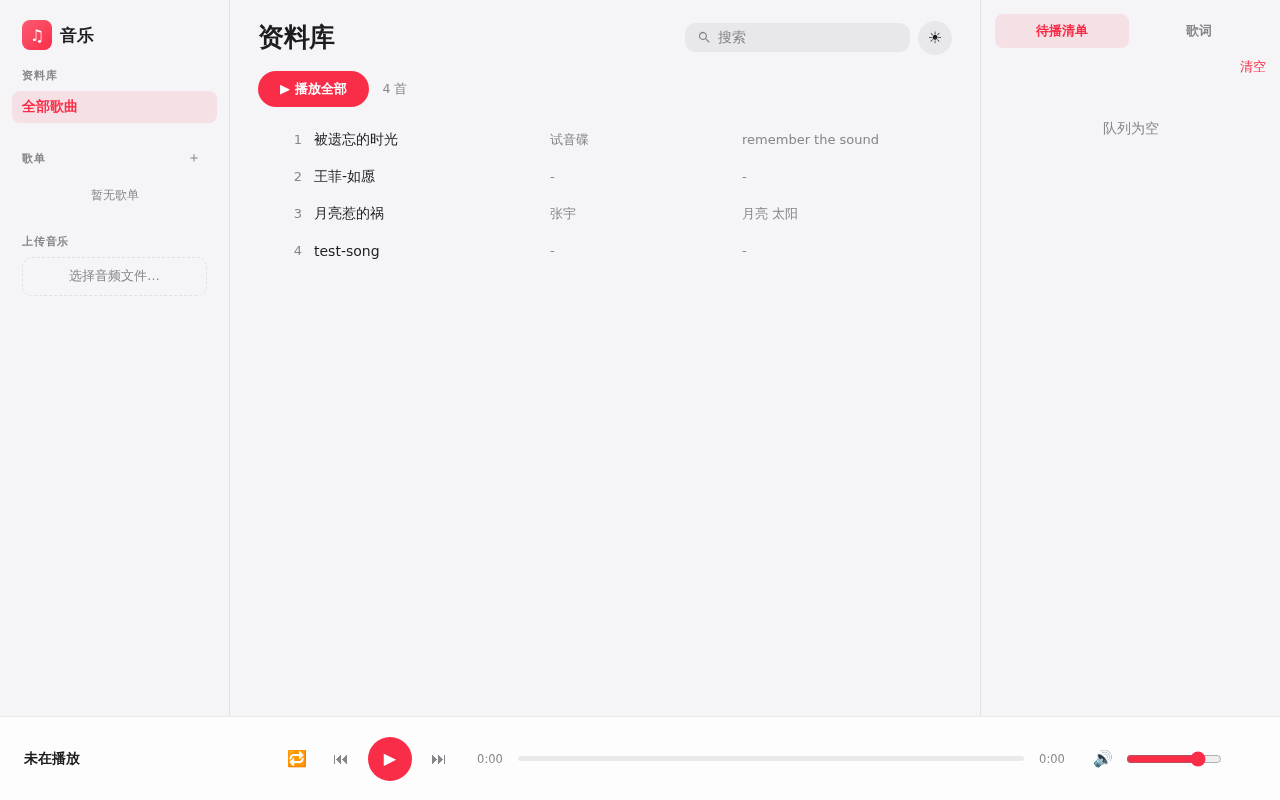 音乐
资料库
全部歌曲
歌单 +
暂无歌单
上传音乐
选择音频文件...
资料库
搜索
播放全部 4 首
1 被遗忘的时光 试音碟 remember the sound
2 王菲-如愿 - -
3 月亮惹的祸 张宇 月亮 太阳
4 test-song - -
待播清单 歌词
清空
队列为空
未在播放 0:00 0:00